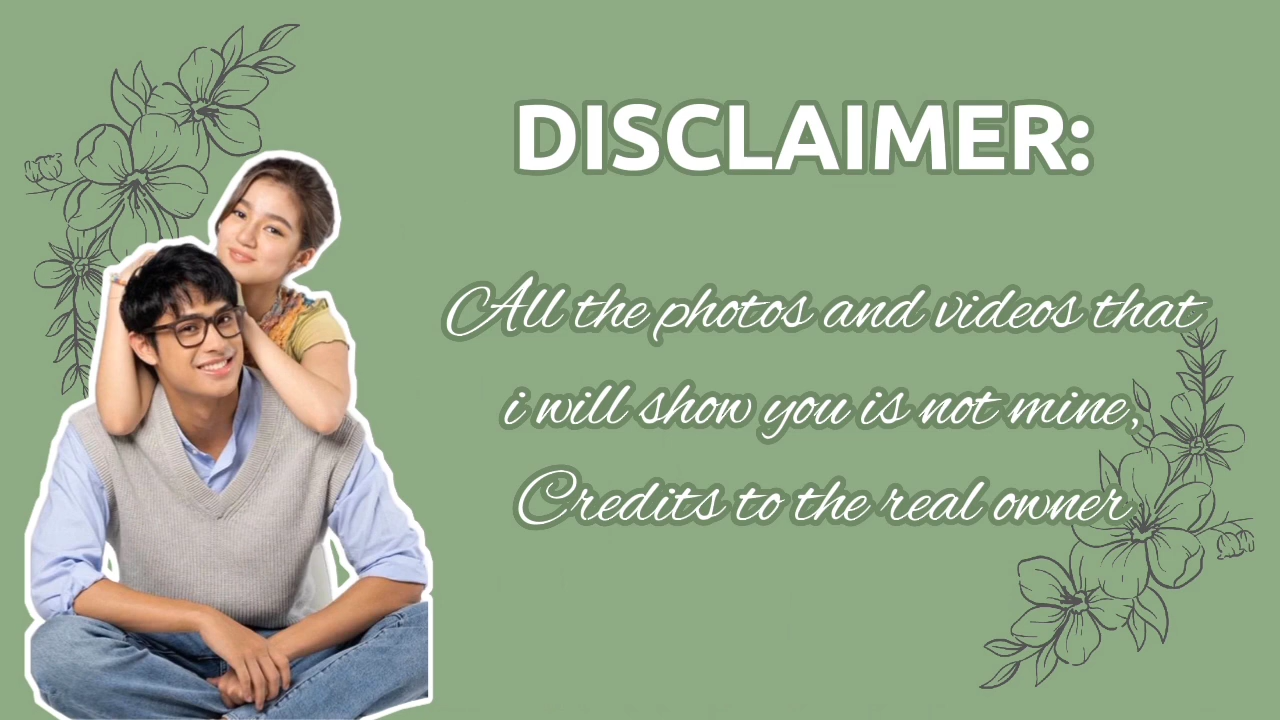 DISCLAIMER:
All the photos and videos that
i will show you is not mine,
Credits to the real owner